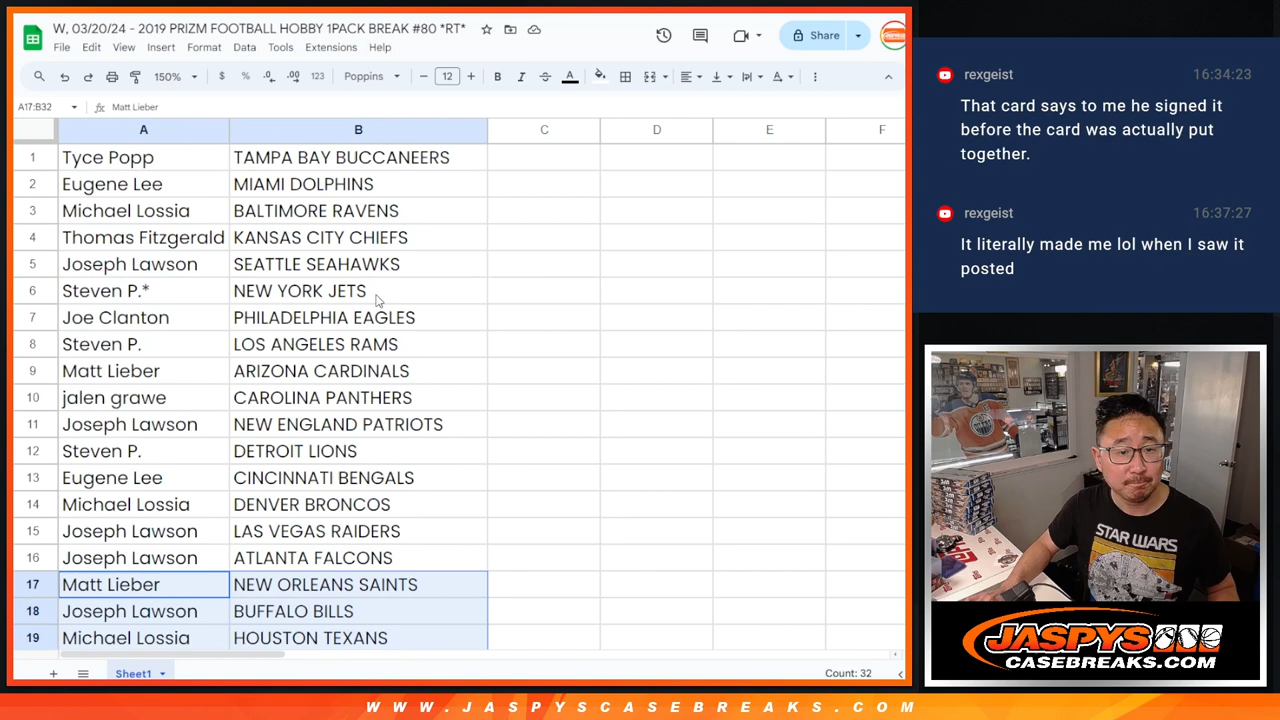 W, 03/20/24 - 2019 PRIZM FOOTBALL HOBBY 1PACK BREAK #80 *RT*
File Edit View Insert Format Data Tools Extensions Help
Share
150% $ % .0 .00 123 Poppins 12 B I A
A17:B32 fx Matt Lieber
A B C D E F
1 Tyce Popp TAMPA BAY BUCCANEERS
2 Eugene Lee MIAMI DOLPHINS
3 Michael Lossia BALTIMORE RAVENS
4 Thomas Fitzgerald KANSAS CITY CHIEFS
5 Joseph Lawson SEATTLE SEAHAWKS
6 Steven P.* NEW YORK JETS
7 Joe Clanton PHILADELPHIA EAGLES
8 Steven P. LOS ANGELES RAMS
9 Matt Lieber ARIZONA CARDINALS
10 jalen grawe CAROLINA PANTHERS
11 Joseph Lawson NEW ENGLAND PATRIOTS
12 Steven P. DETROIT LIONS
13 Eugene Lee CINCINNATI BENGALS
14 Michael Lossia DENVER BRONCOS
15 Joseph Lawson LAS VEGAS RAIDERS
16 Joseph Lawson ATLANTA FALCONS
17 Matt Lieber NEW ORLEANS SAINTS
18 Joseph Lawson BUFFALO BILLS
19 Michael Lossia HOUSTON TEXANS
Sheet1
Count: 32
rexgeist 16:34:23
That card says to me he signed it
before the card was actually put
together.
rexgeist 16:37:27
It literally made me lol when I saw it
posted
STAR WARS
JASPYS
CASEBREAKS.COM
WWW.JASPYSCASEBREAKS.COM